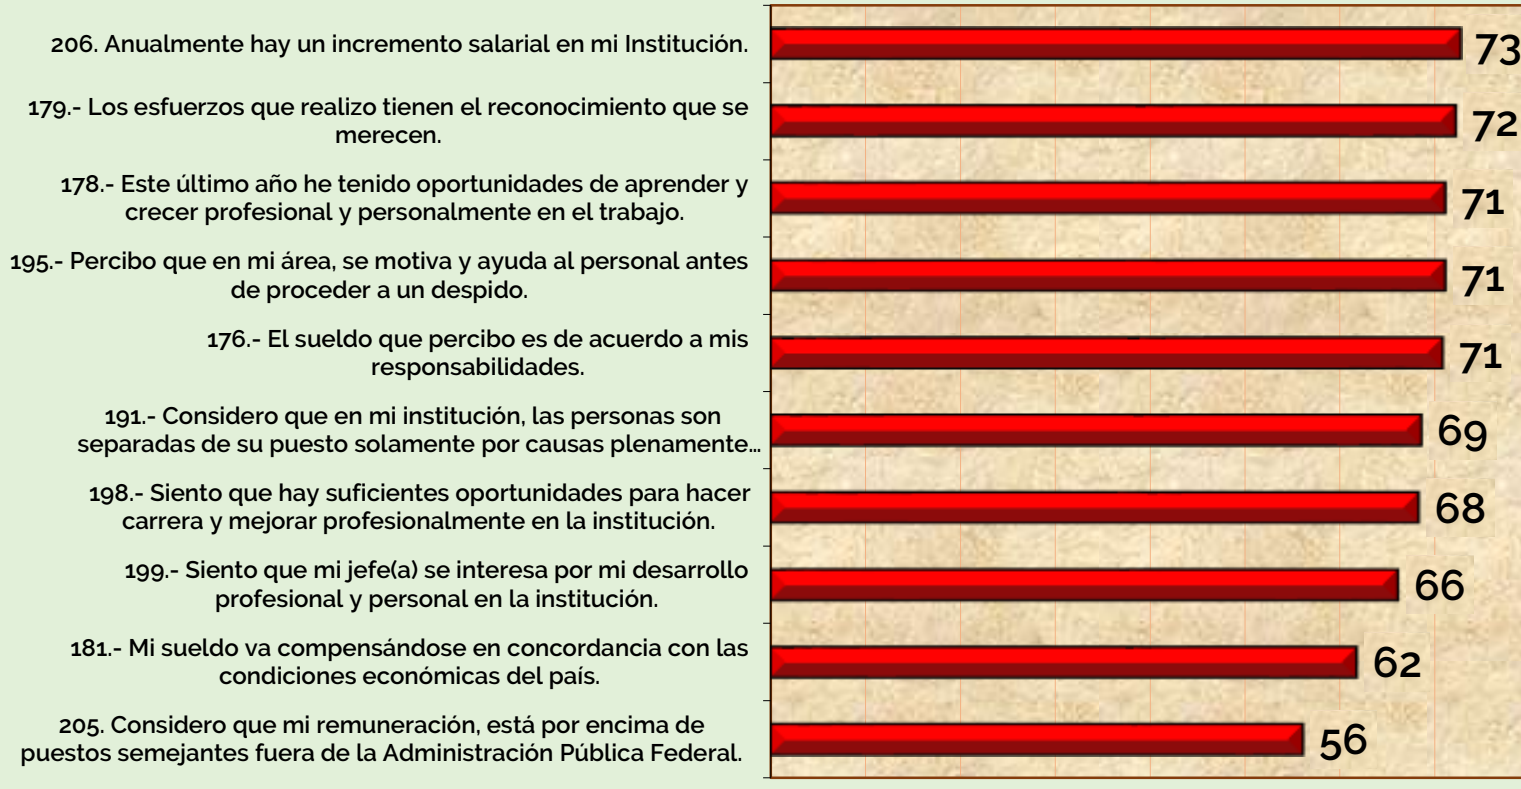 206. Anualmente hay un incremento salarial en mi Institución.
73
179.- Los esfuerzos que realizo tienen el reconocimiento que se
merecen.
72
178.- Este último año he tenido oportunidades de aprender y
crecer profesional y personalmente en el trabajo.
71
195.- Percibo que en mi área, se motiva y ayuda al personal antes
de proceder a un despido.
71
176.- El sueldo que percibo es de acuerdo a mis
responsabilidades.
71
191.- Considero que en mi institución, las personas son
separadas de su puesto solamente por causas plenamente…
69
198.- Siento que hay suficientes oportunidades para hacer
carrera y mejorar profesionalmente en la institución.
68
199.- Siento que mi jefe(a) se interesa por mi desarrollo
profesional y personal en la institución.
66
181.- Mi sueldo va compensándose en concordancia con las
condiciones económicas del país.
62
205. Considero que mi remuneración, está por encima de
puestos semejantes fuera de la Administración Pública Federal.
56